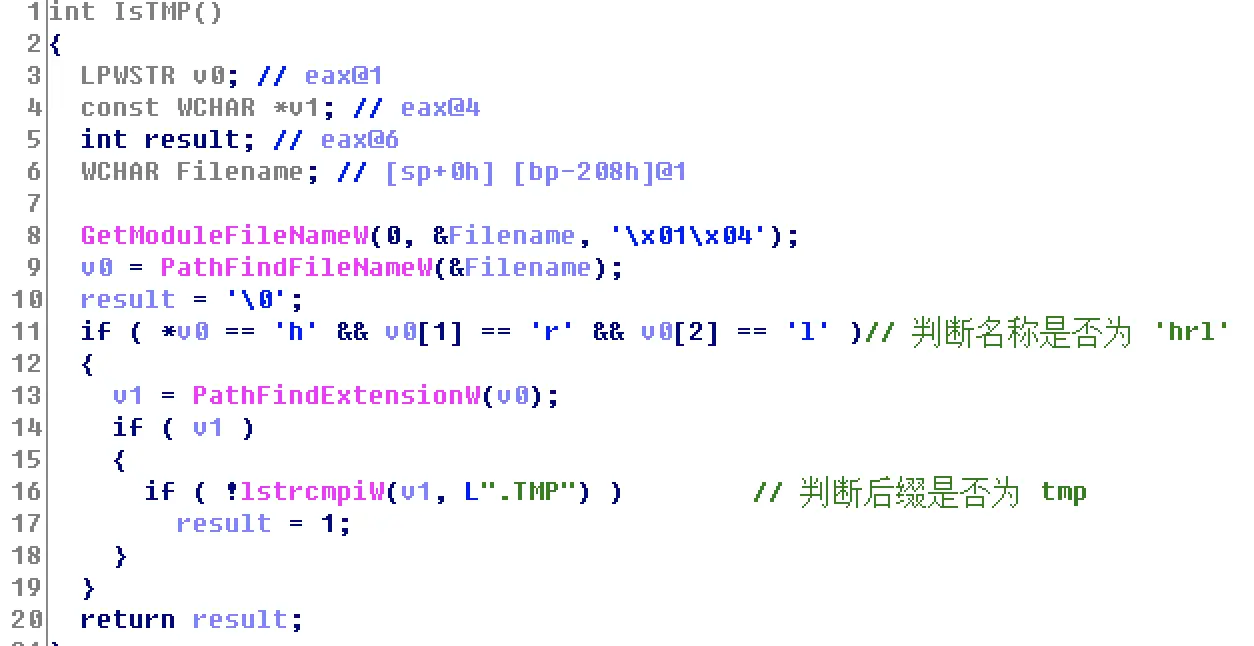 1 int IsTMP()
2 {
3   LPWSTR v0; // eax@1
4   const WCHAR *v1; // eax@4
5   int result; // eax@6
6   WCHAR Filename; // [sp+0h] [bp-208h]@1
7
8   GetModuleFileNameW(0, &Filename, '\x01\x04');
9   v0 = PathFindFileNameW(&Filename);
10   result = '\0';
11   if ( *v0 == 'h' && v0[1] == 'r' && v0[2] == 'l' )// 判断名称是否为 'hrl'
12   {
13     v1 = PathFindExtensionW(v0);
14     if ( v1 )
15     {
16       if ( !lstrcmpiW(v1, L".TMP") )        // 判断后缀是否为 tmp
17         result = 1;
18     }
19   }
20   return result;